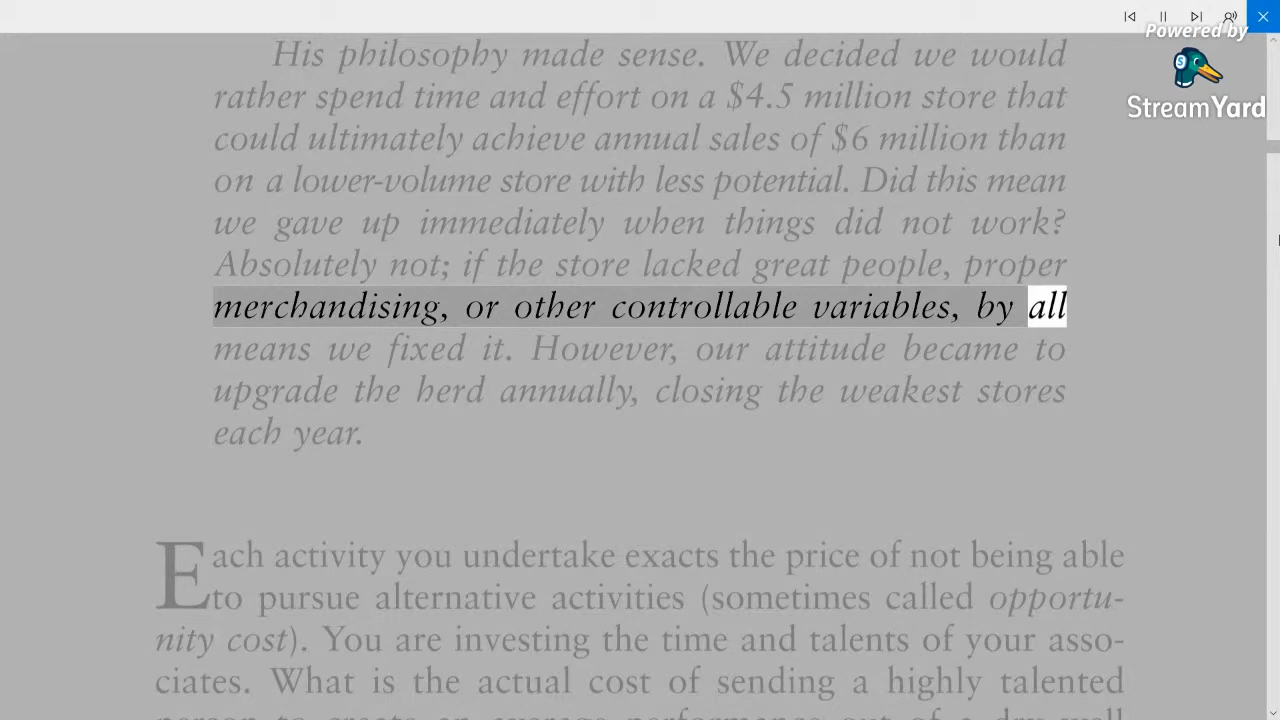 Powered by
StreamYard
His philosophy made sense. We decided we would
rather spend time and effort on a $4.5 million store that
could ultimately achieve annual sales of $6 million than
on a lower-volume store with less potential. Did this mean
we gave up immediately when things did not work?
Absolutely not; if the store lacked great people, proper
merchandising, or other controllable variables, by all
means we fixed it. However, our attitude became to
upgrade the herd annually, closing the weakest stores
each year.
Each activity you undertake exacts the price of not being able
to pursue alternative activities (sometimes called opportu-
nity cost). You are investing the time and talents of your asso-
ciates. What is the actual cost of sending a highly talented